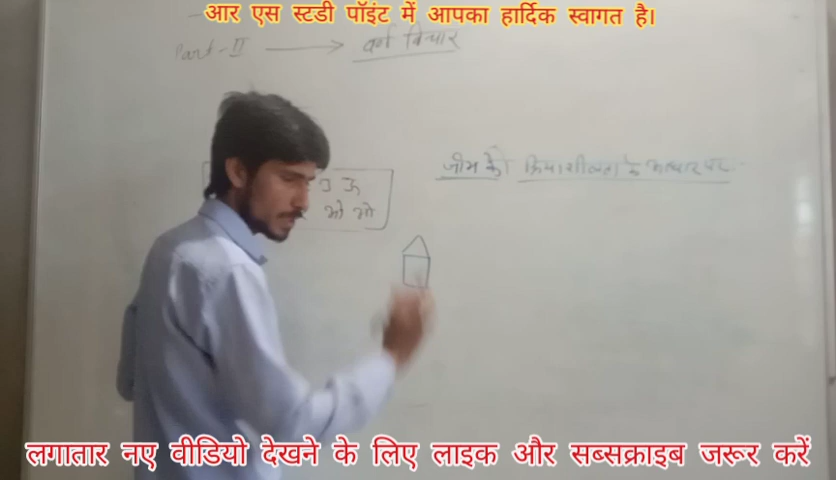 आर एस स्टडी पॉइंट में आपका हार्दिक स्वागत है।
Part-II → वर्ण विचार
जीभ की क्रियाशीलता के आधार पर
उ ऊ
ओ औ
लगातार नए वीडियो देखने के लिए लाइक और सब्सक्राइब जरूर करें